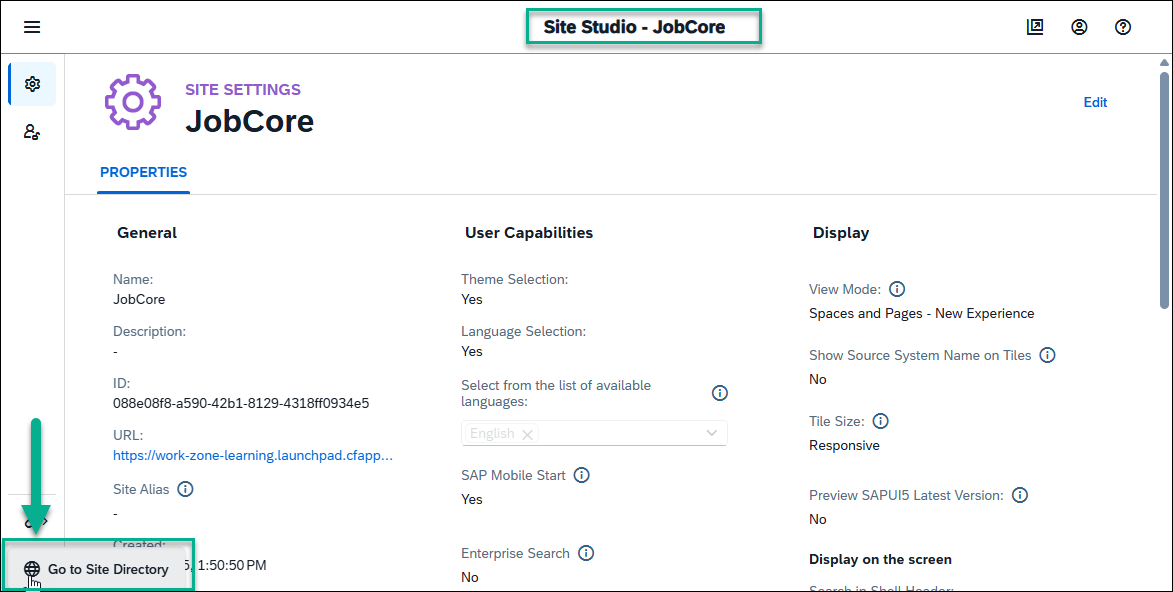 Site Studio - JobCore
SITE SETTINGS
JobCore
Edit
PROPERTIES
General
Name:
JobCore
Description:
-
ID:
088e08f8-a590-42b1-8129-4318ff0934e5
URL:
https://work-zone-learning.launchpad.cfapp...
Site Alias
-
Created:
1:50:50 PM
User Capabilities
Theme Selection:
Yes
Language Selection:
Yes
Select from the list of available
languages:
English
SAP Mobile Start
Yes
Enterprise Search
No
Display
View Mode:
Spaces and Pages - New Experience
Show Source System Name on Tiles
No
Tile Size:
Responsive
Preview SAPUI5 Latest Version:
No
Display on the screen
Search in Shell Header:
Go to Site Directory